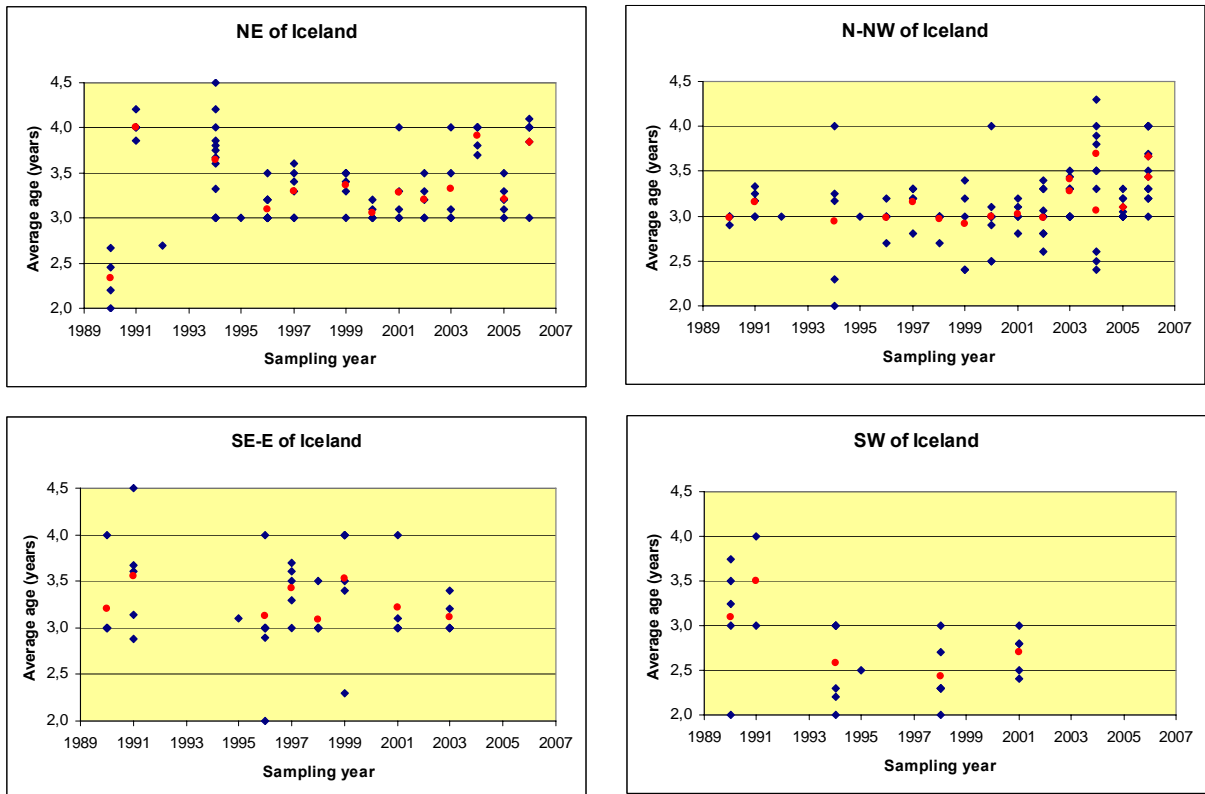 NE of Iceland
Average age (years)
4,5
4,0
3,5
3,0
2,5
2,0
1989 1991 1993 1995 1997 1999 2001 2003 2005 2007
Sampling year
N-NW of Iceland
Average age (years)
4,5
4,0
3,5
3,0
2,5
2,0
1989 1991 1993 1995 1997 1999 2001 2003 2005 2007
Sampling year
SE-E of Iceland
Average age (years)
4,5
4,0
3,5
3,0
2,5
2,0
1989 1991 1993 1995 1997 1999 2001 2003 2005 2007
Sampling year
SW of Iceland
Average age (years)
4,5
4,0
3,5
3,0
2,5
2,0
1989 1991 1993 1995 1997 1999 2001 2003 2005 2007
Sampling year